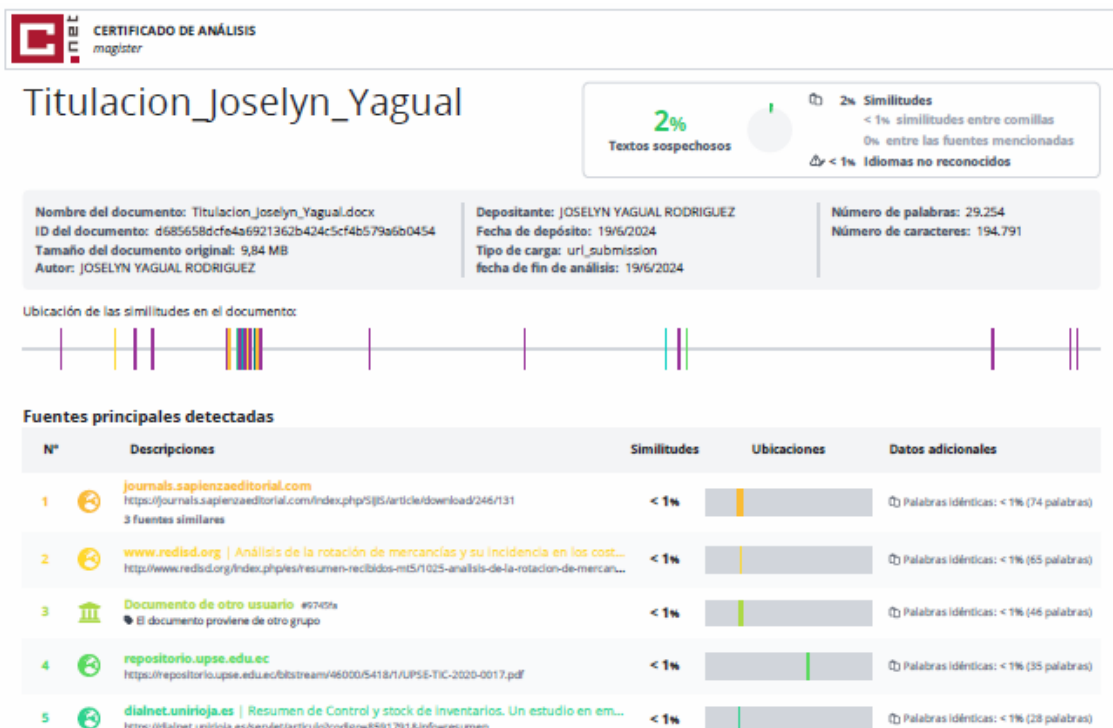 C
.net
CERTIFICADO DE ANÁLISIS
magister
Titulacion_Joselyn_Yagual
2%
Textos sospechosos
2% Similitudes
< 1% similitudes entre comillas
0% entre las fuentes mencionadas
< 1% Idiomas no reconocidos
Nombre del documento: Titulacion_Joselyn_Yagual.docx
ID del documento: d685658dcfe4a6921362b424c5cf4b579a6b0454
Tamaño del documento original: 9,84 MB
Autor: JOSELYN YAGUAL RODRIGUEZ
Depositante: JOSELYN YAGUAL RODRIGUEZ
Fecha de depósito: 19/6/2024
Tipo de carga: url_submission
fecha de fin de análisis: 19/6/2024
Número de palabras: 29.254
Número de caracteres: 194.791
Ubicación de las similitudes en el documento:
Fuentes principales detectadas
N° Descripciones Similitudes Ubicaciones Datos adicionales
1 journals.sapienzaeditorial.com
https://journals.sapienzaeditorial.com/index.php/SIJIS/article/download/246/131
3 fuentes similares
< 1% Palabras idénticas: < 1% (74 palabras)
2 www.redisd.org | Análisis de la rotación de mercancías y su incidencia en los cost...
http://www.redisd.org/index.php/es/resumen-recibidos-mt5/1025-analisis-de-la-rotacion-de-mercan...
< 1% Palabras idénticas: < 1% (65 palabras)
3 Documento de otro usuario #9745fa
El documento proviene de otro grupo
< 1% Palabras idénticas: < 1% (46 palabras)
4 repositorio.upse.edu.ec
https://repositorio.upse.edu.ec/bitstream/46000/5418/1/UPSE-TIC-2020-0017.pdf
< 1% Palabras idénticas: < 1% (35 palabras)
5 dialnet.unirioja.es | Resumen de Control y stock de inventarios. Un estudio en em...
< 1% Palabras idénticas: < 1% (28 palabras)